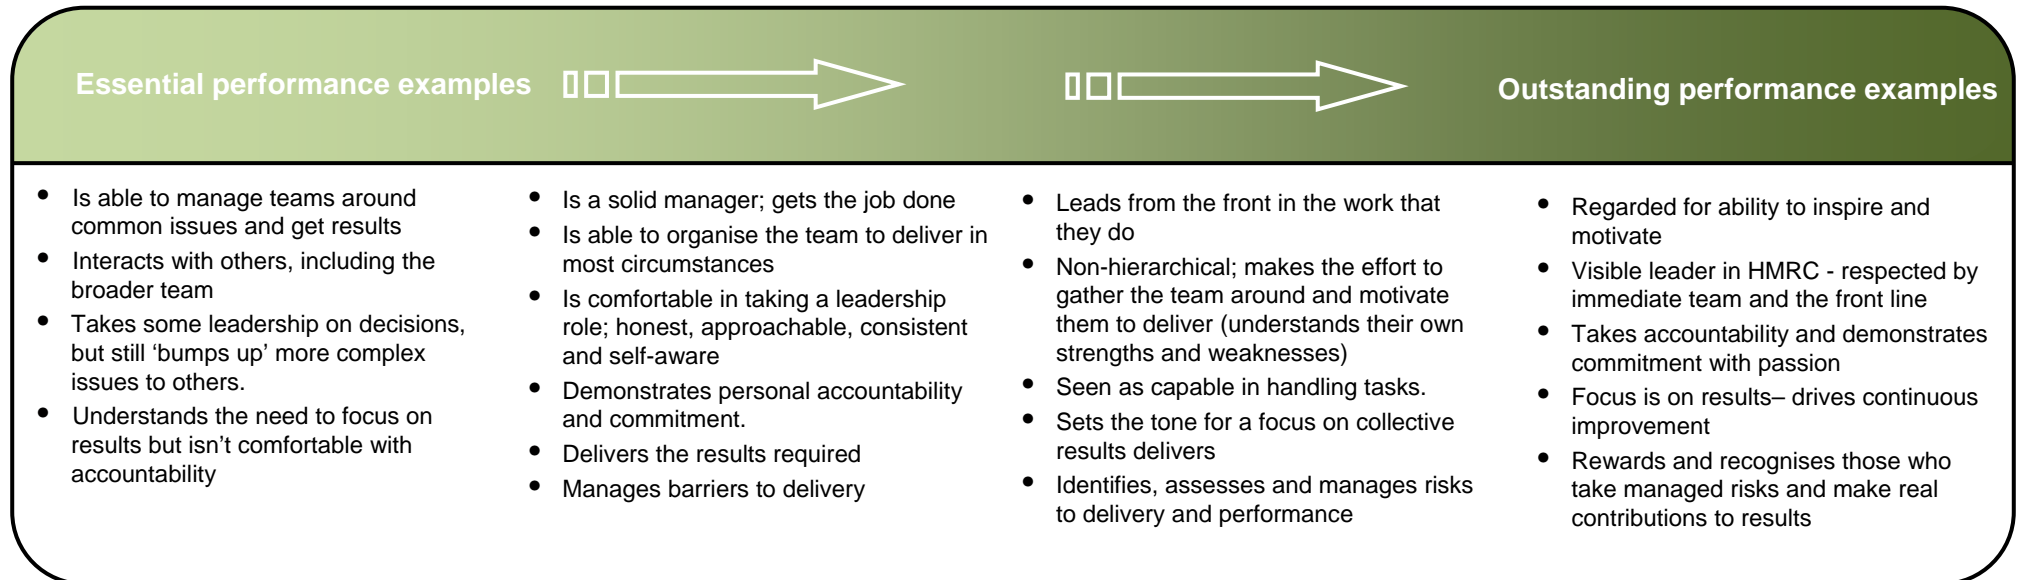 Essential performance examples
Outstanding performance examples
• Is able to manage teams around
common issues and get results
• Interacts with others, including the
broader team
• Takes some leadership on decisions,
but still ‘bumps up’ more complex
issues to others.
• Understands the need to focus on
results but isn’t comfortable with
accountability
• Is a solid manager; gets the job done
• Is able to organise the team to deliver in
most circumstances
• Is comfortable in taking a leadership
role; honest, approachable, consistent
and self-aware
• Demonstrates personal accountability
and commitment.
• Delivers the results required
• Manages barriers to delivery
• Leads from the front in the work that
they do
• Non-hierarchical; makes the effort to
gather the team around and motivate
them to deliver (understands their own
strengths and weaknesses)
• Seen as capable in handling tasks.
• Sets the tone for a focus on collective
results delivers
• Identifies, assesses and manages risks
to delivery and performance
• Regarded for ability to inspire and
motivate
• Visible leader in HMRC - respected by
immediate team and the front line
• Takes accountability and demonstrates
commitment with passion
• Focus is on results– drives continuous
improvement
• Rewards and recognises those who
take managed risks and make real
contributions to results